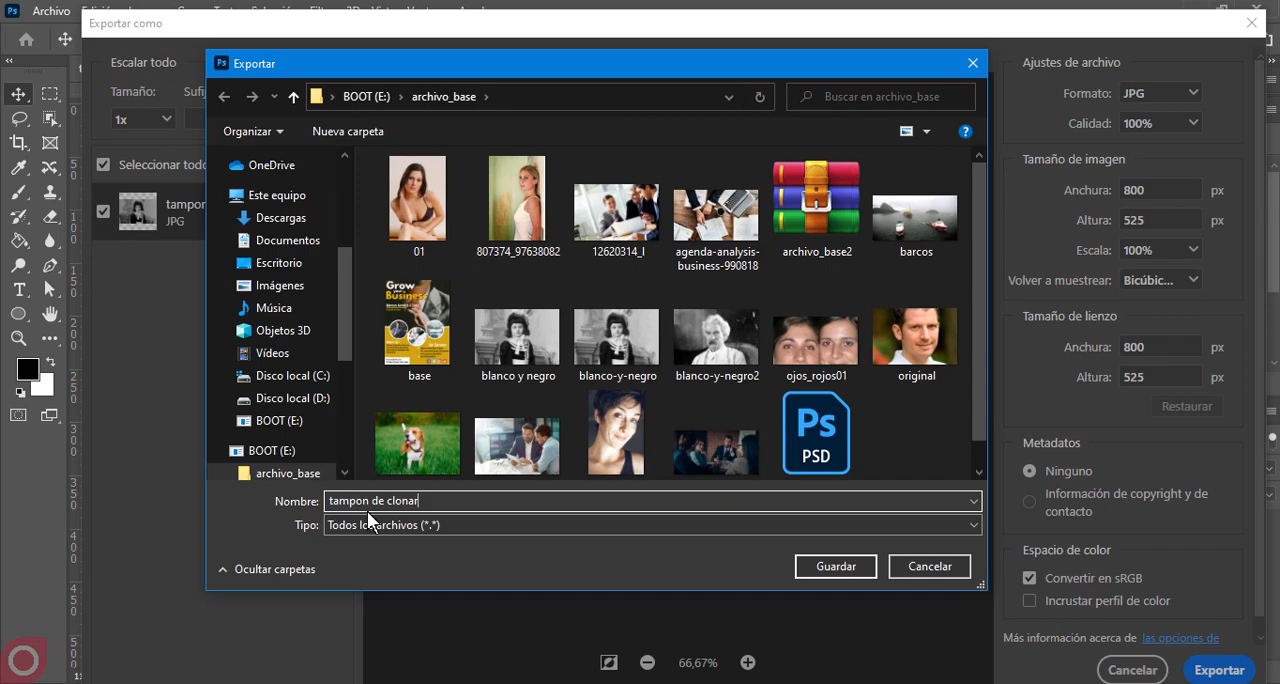 Ps Archivo
Exportar como
Escalar todo
Tamaño:
1x
Seleccionar todo
JPG
Ps Exportar
BOOT (E:) archivo_base
Buscar en archivo_base
Organizar Nueva carpeta
OneDrive
Este equipo
Descargas
Documentos
Escritorio
Imágenes
Música
Objetos 3D
Vídeos
Disco local (C:)
Disco local (D:)
BOOT (E:)
BOOT (E:)
archivo_base
01
807374_97638082
12620314_l
agenda-analysis-
business-990818
archivo_base2
barcos
Grow
your
Business
base
blanco y negro
blanco-y-negro
blanco-y-negro2
ojos_rojos01
original
Ps
PSD
Nombre: tampon de clonar
Tipo: Todos los archivos (*.*)
Ocultar carpetas
Guardar
Cancelar
66,67%
Ajustes de archivo
Formato: JPG
Calidad: 100%
Tamaño de imagen
Anchura: 800 px
Altura: 525 px
Escala: 100%
Volver a muestrear: Bicúbic...
Tamaño de lienzo
Anchura: 800 px
Altura: 525 px
Restaurar
Metadatos
Ninguno
Información de copyright y de
contacto
Espacio de color
Convertir en sRGB
Incrustar perfil de color
Más información acerca de las opciones de
Cancelar
Exportar